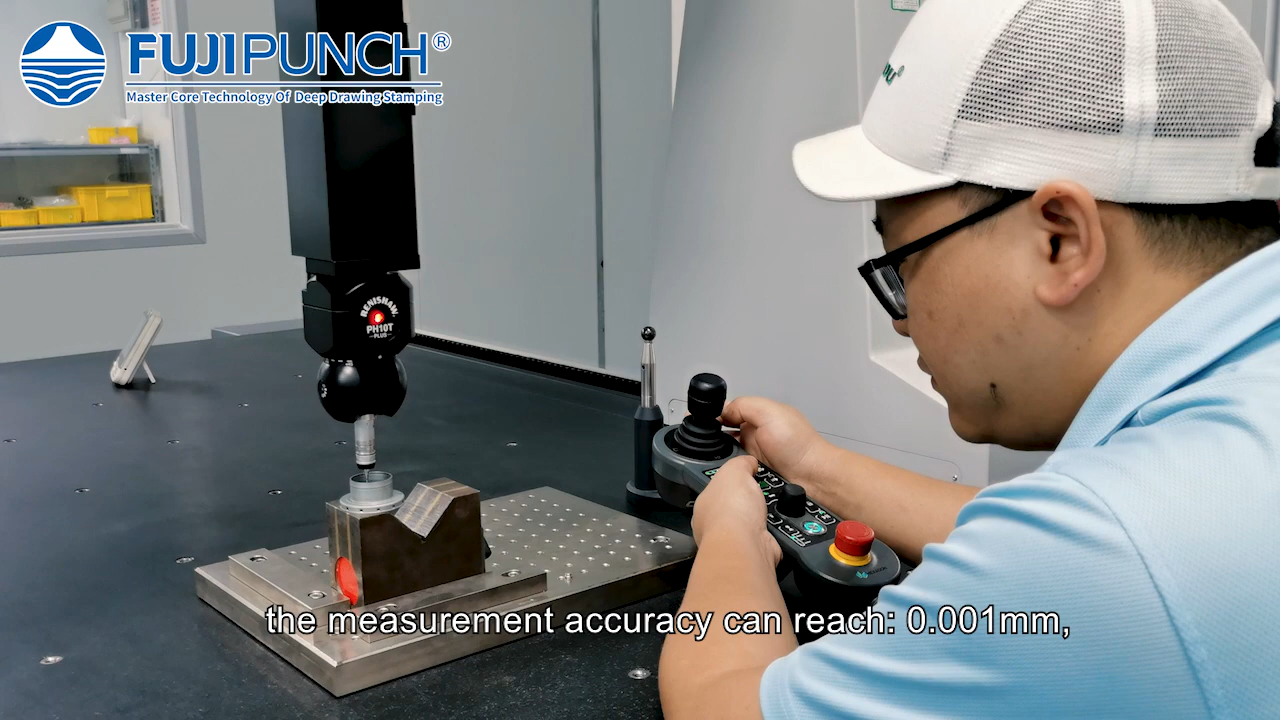 FUJIPUNCH®
Master Core Technology Of Deep Drawing Stamping
RENISHAW
PH10T
PLUS
the measurement accuracy can reach: 0.001mm,